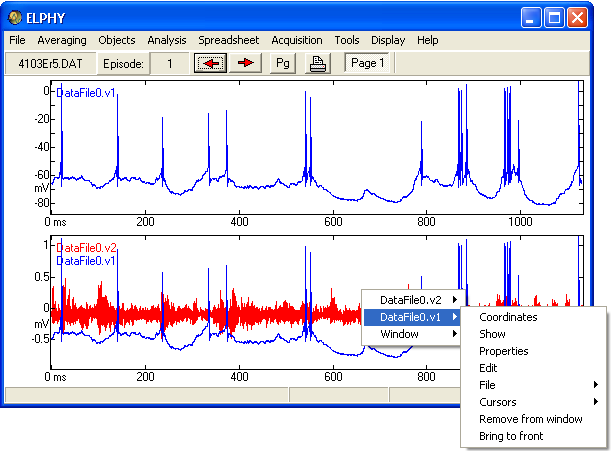 ELPHY
File Averaging Objects Analysis Spreadsheet Acquisition Tools Display Help
4103Er5.DAT Episode: 1 Pg Page 1
0
DataFile0.v1
-20
-40
-60
mV
-80
0 ms 200 400 600 800 1000
1
DataFile0.v2
DataFile0.v1
0.5
0
mV
-0.5
0 ms 200 400 600 800
DataFile0.v2
DataFile0.v1
Window
Coordinates
Show
Properties
Edit
File
Cursors
Remove from window
Bring to front